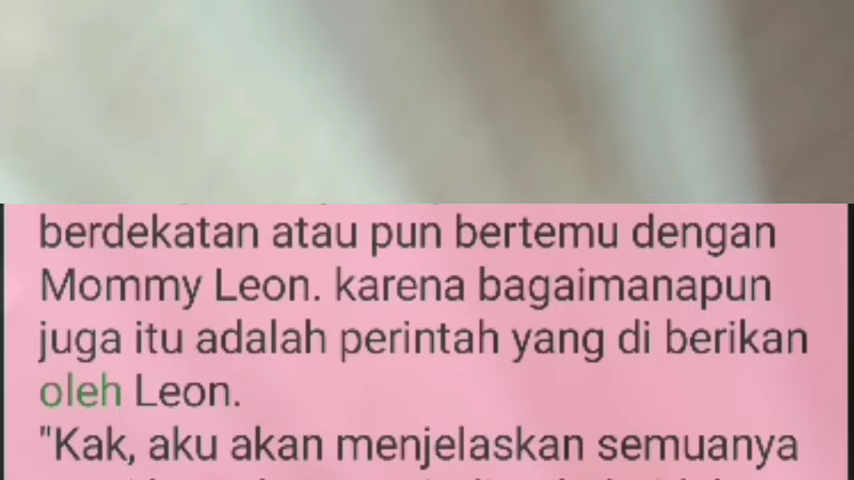 berdekatan atau pun bertemu dengan
Mommy Leon. karena bagaimanapun
juga itu adalah perintah yang di berikan
oleh Leon.
"Kak, aku akan menjelaskan semuanya